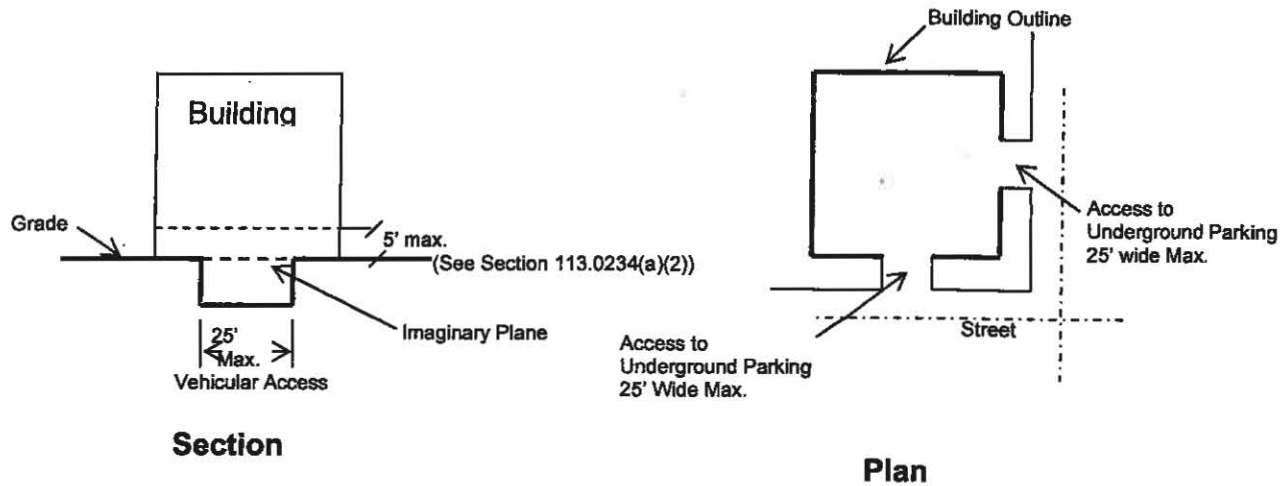 Building
Grade
5' max.
(See Section 113.0234(a)(2))
Imaginary Plane
25'
Max.
Vehicular Access
Section
Building Outline
Access to
Underground Parking
25' wide Max.
Street
Access to
Underground Parking
25' Wide Max.
Plan